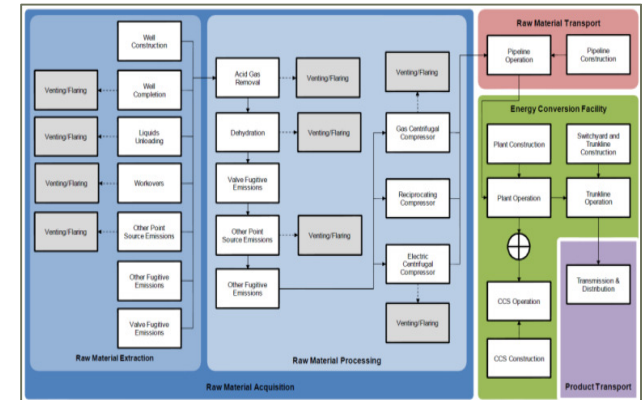 Well
Construction
Venting/Flaring
Well
Completion
Venting/Flaring
Liquids
Unloading
Venting/Flaring
Workovers
Venting/Flaring
Other Point
Source Emissions
Other Fugitive
Emissions
Valve Fugitive
Emissions
Raw Material Extraction
Acid Gas
Removal
Venting/Flaring
Dehydration
Venting/Flaring
Valve Fugitive
Emissions
Other Point
Source Emissions
Venting/Flaring
Other Fugitive
Emissions
Venting/Flaring
Gas Centrifugal
Compressor
Reciprocating
Compressor
Electric
Centrifugal
Compressor
Venting/Flaring
Raw Material Processing
Raw Material Acquisition
Raw Material Transport
Pipeline
Operation
Pipeline
Construction
Energy Conversion Facility
Plant Construction
Switchyard and
Trunkline
Construction
Plant Operation
Trunkline
Operation
CCS Operation
CCS Construction
Transmission &
Distribution
Product Transport